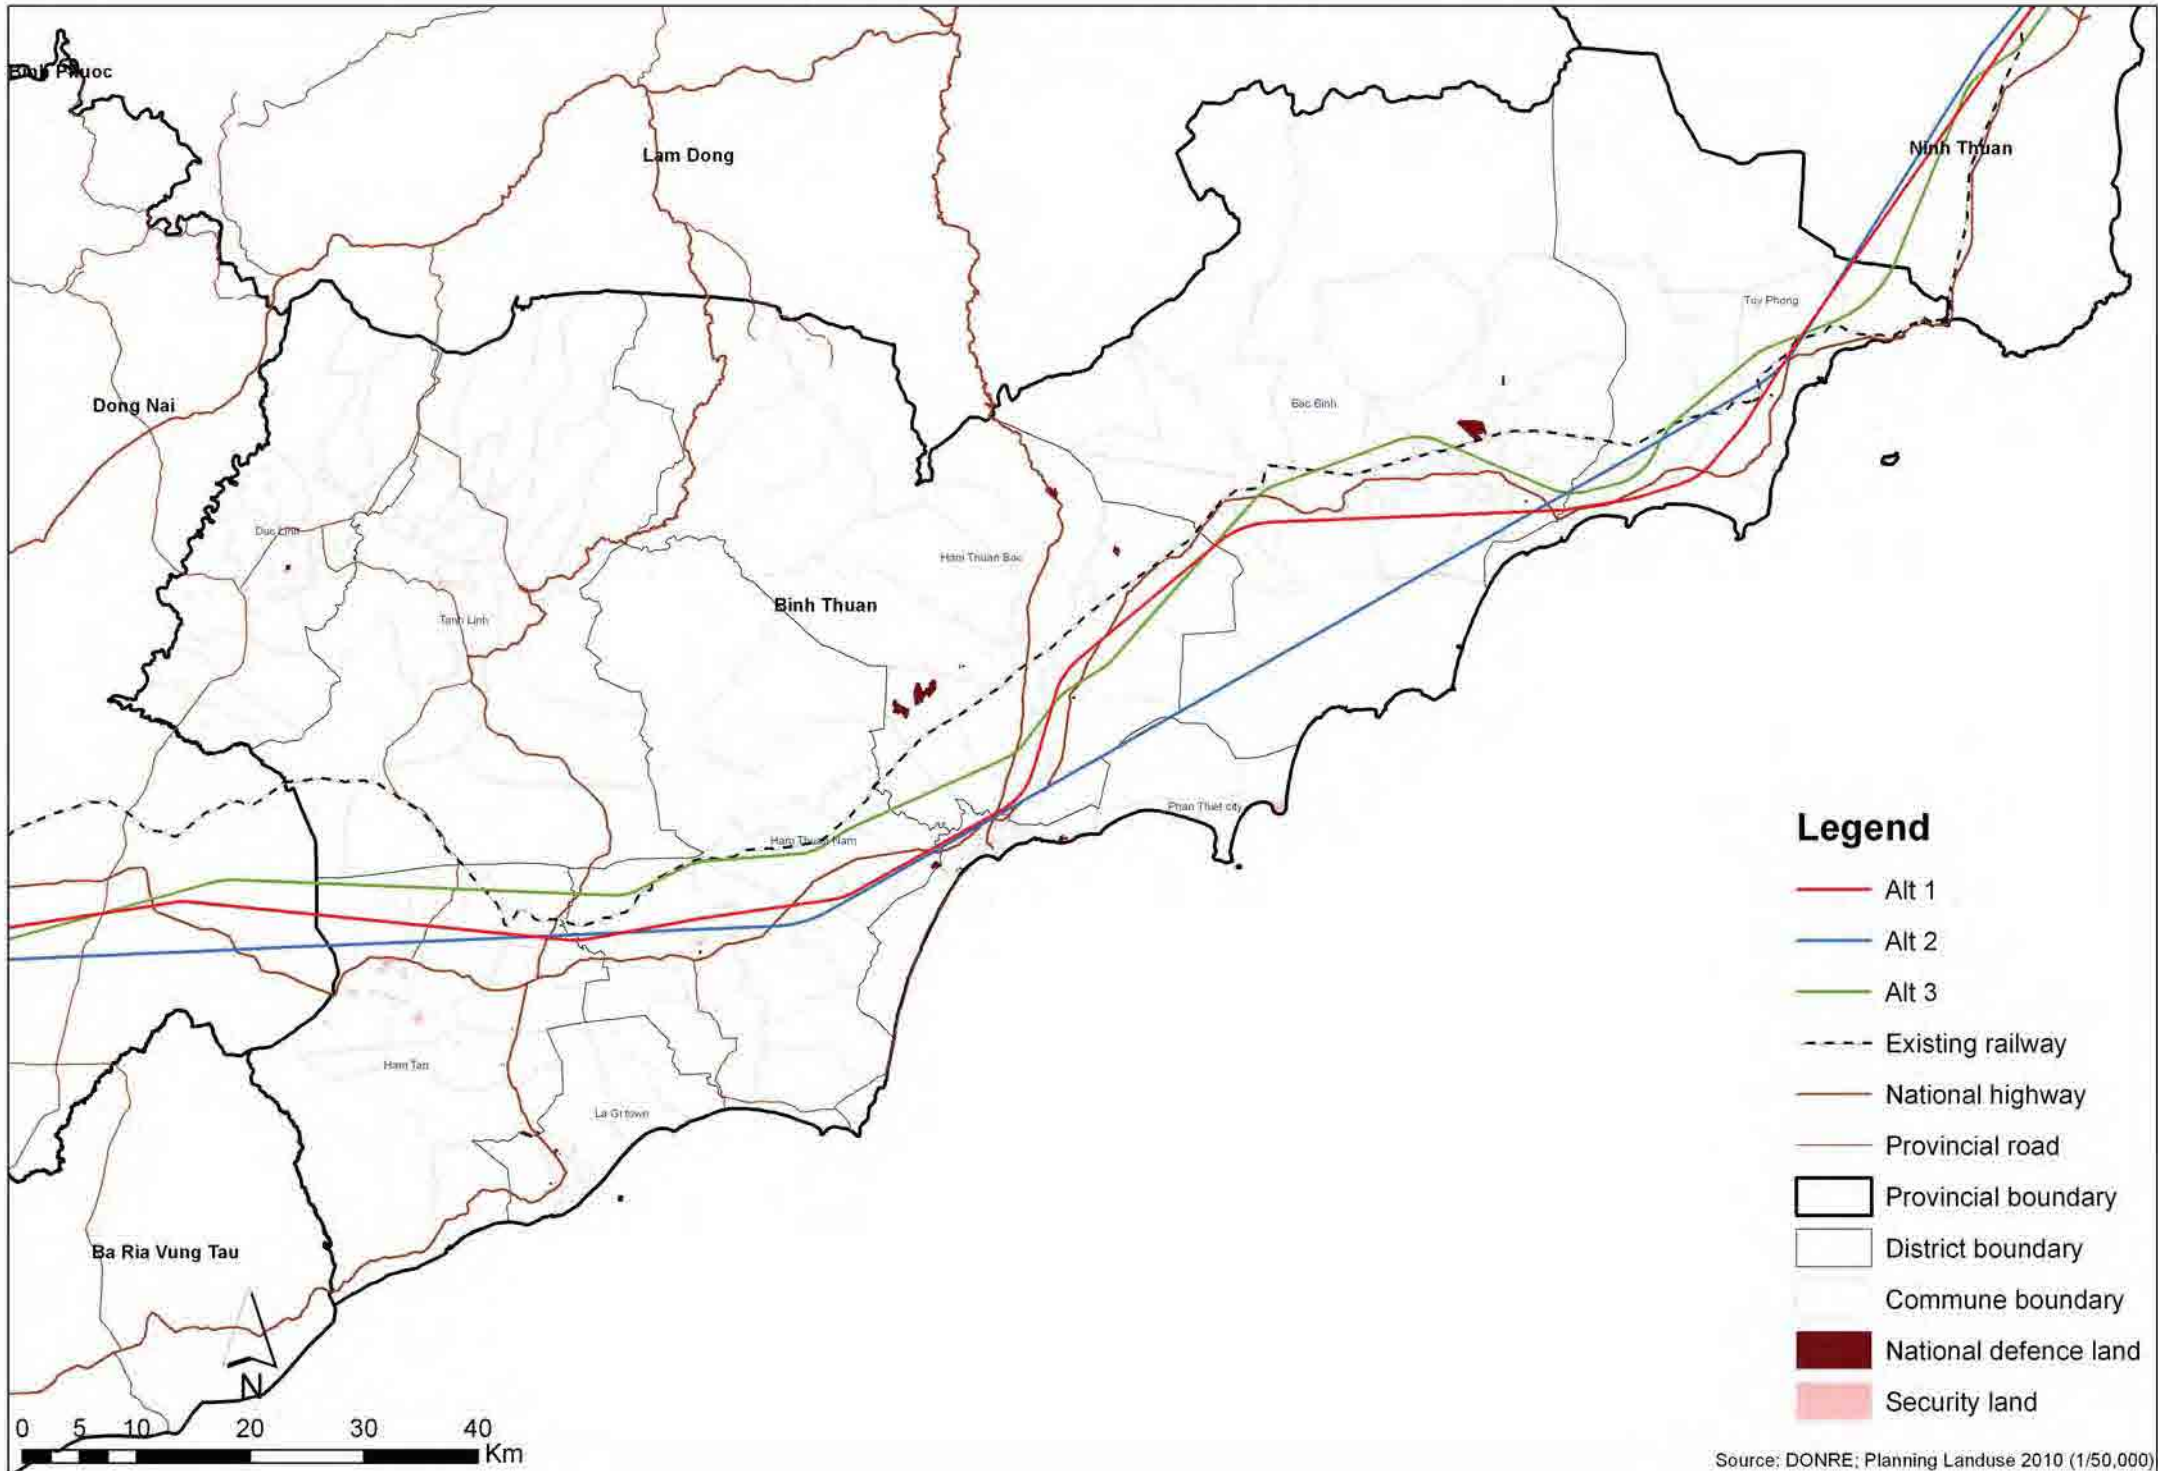 Binh Phuoc
Lam Dong
Ninh Thuan
Tuy Phong
Dong Nai
Bac Binh
Duc Linh
Ham Thuan Bac
Binh Thuan
Tanh Linh
Phan Thiet city
Ham Thuan Nam
Ham Tan
La Gi town
Ba Ria Vung Tau
N
0 5 10 20 30 40
Km
Legend
Alt 1
Alt 2
Alt 3
Existing railway
National highway
Provincial road
Provincial boundary
District boundary
Commune boundary
National defence land
Security land
Source: DONRE; Planning Landuse 2010 (1/50,000)